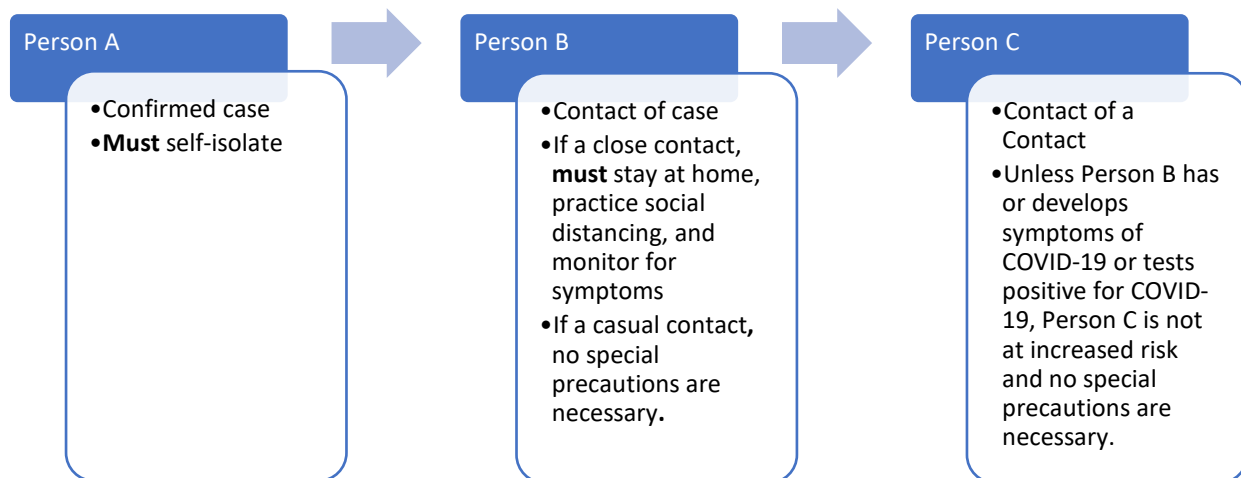 Person A
•Confirmed case
•Must self-isolate
Person B
•Contact of case
•If a close contact,
must stay at home,
practice social
distancing, and
monitor for
symptoms
•If a casual contact,
no special
precautions are
necessary.
Person C
•Contact of a
Contact
•Unless Person B has
or develops
symptoms of
COVID-19 or tests
positive for COVID-
19, Person C is not
at increased risk
and no special
precautions are
necessary.